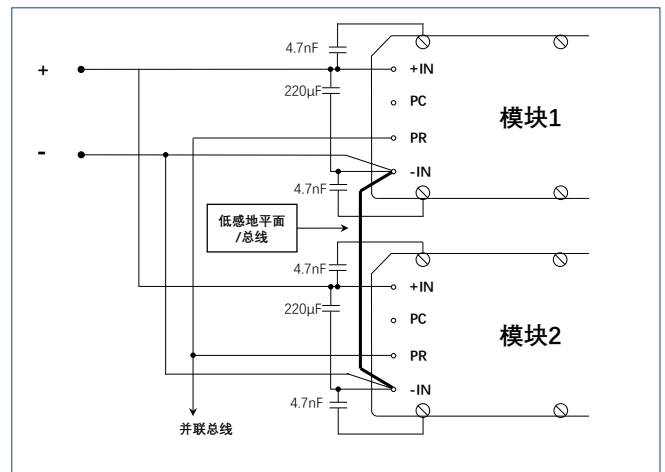 4.7nF
+
+IN
220μF
PC
模块1
PR
-
-IN
4.7nF
低感地平面
/总线
4.7nF
+IN
220μF
PC
模块2
PR
-IN
4.7nF
并联总线